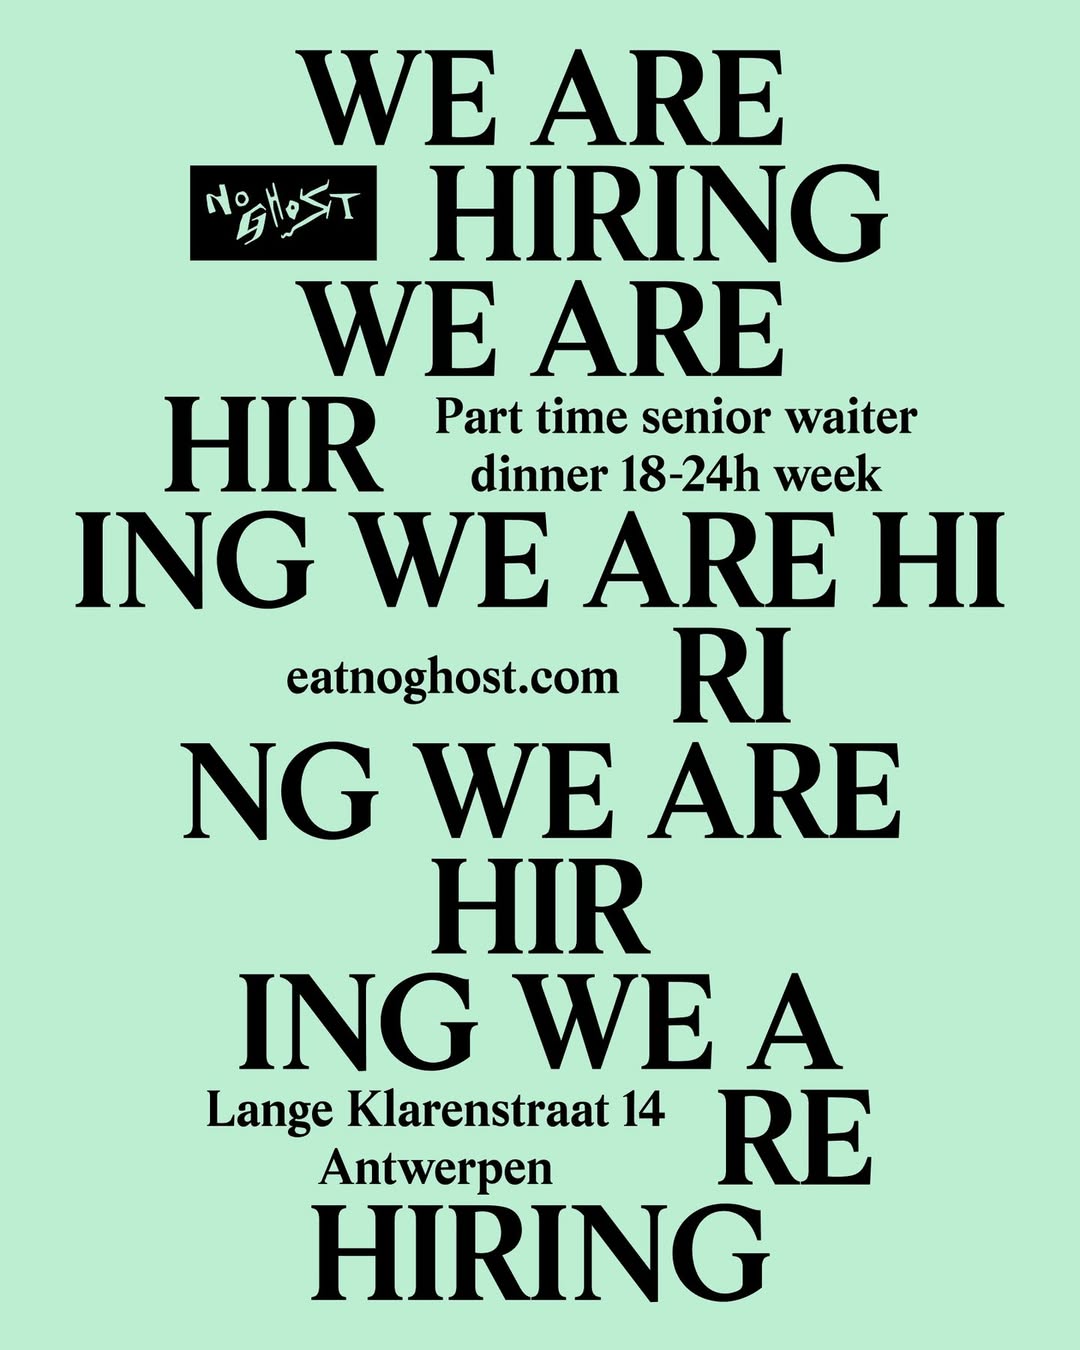 WE ARE
NO GHOST HIRING
WE ARE
HIR
Part time senior waiter
dinner 18-24h week
ING WE ARE HI
eatnoghost.com RI
NG WE ARE
HIR
ING WE A
Lange Klarenstraat 14
Antwerpen
RE
HIRING